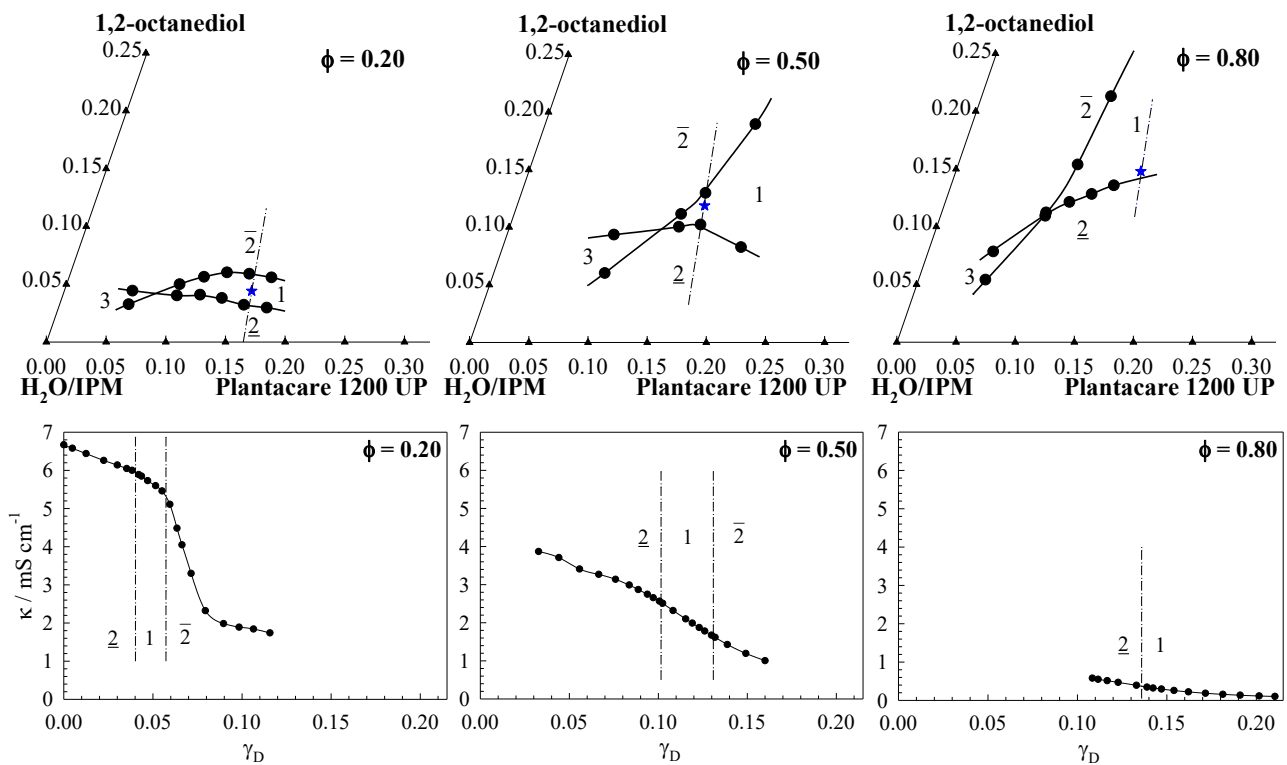 1,2-octanediol
ϕ = 0.20
0.25
0.20
0.15
0.10
0.05
2̅
1
3
2̲
0.00 0.05 0.10 0.15 0.20 0.25 0.30
H₂O/IPM Plantacare 1200 UP
1,2-octanediol
ϕ = 0.50
0.25
0.20
0.15
0.10
0.05
2̅
1
3
2̲
0.00 0.05 0.10 0.15 0.20 0.25 0.30
H₂O/IPM Plantacare 1200 UP
1,2-octanediol
ϕ = 0.80
0.25
0.20
0.15
0.10
0.05
2̅
1
2̲
3
0.00 0.05 0.10 0.15 0.20 0.25 0.30
H₂O/IPM Plantacare 1200 UP
ϕ = 0.20
κ / mS cm⁻¹
7
6
5
4
3
2
1
0
2̲ 1 2̅
0.00 0.05 0.10 0.15 0.20
γD
ϕ = 0.50
7
6
5
4
3
2
1
0
2̲ 1 2̅
0.00 0.05 0.10 0.15 0.20
γD
ϕ = 0.80
7
6
5
4
3
2
1
0
2̲ 1
0.00 0.05 0.10 0.15 0.20
γD